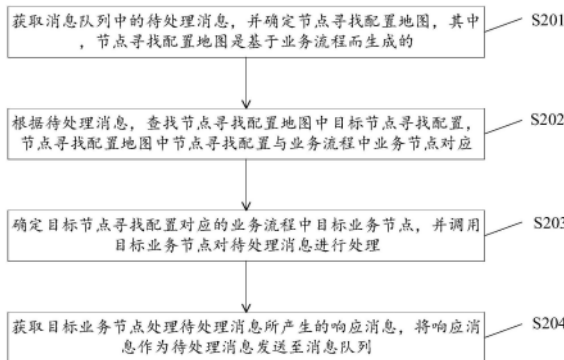 获取消息队列中的待处理消息，并确定节点寻找配置地图，其中
，节点寻找配置地图是基于业务流程而生成的
S201
根据待处理消息，查找节点寻找配置地图中目标节点寻找配置，
节点寻找配置地图中节点寻找配置与业务流程中业务节点对应
S202
确定目标节点寻找配置对应的业务流程中目标业务节点，并调用
目标业务节点对待处理消息进行处理
S203
获取目标业务节点处理待处理消息所产生的响应消息，将响应消
息作为待处理消息发送至消息队列
S204